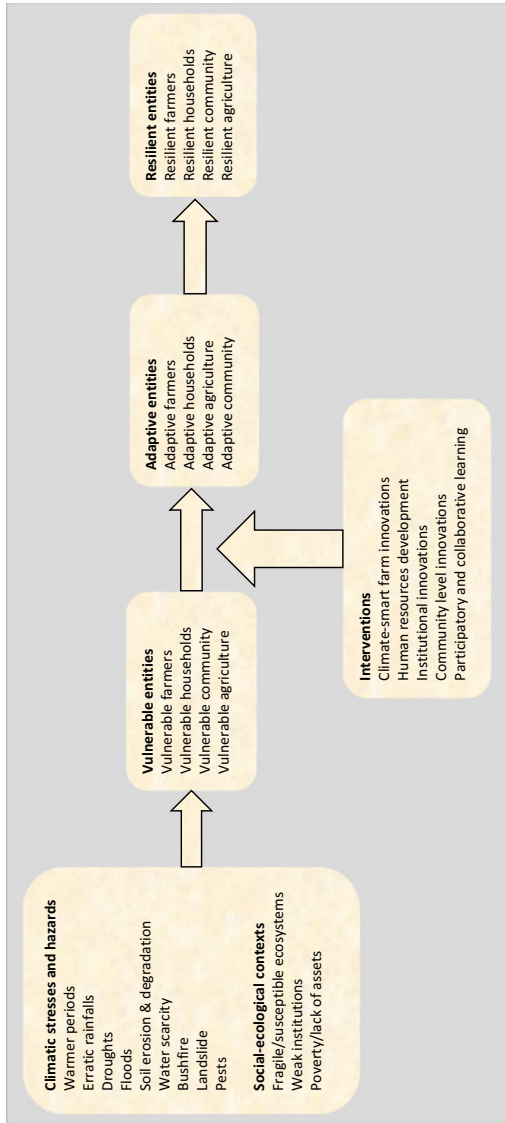 Climatic stresses and hazards
Warmer periods
Erratic rainfalls
Droughts
Floods
Soil erosion & degradation
Water scarcity
Bushfire
Landslide
Pests
Social-ecological contexts
Fragile/susceptible ecosystems
Weak institutions
Poverty/lack of assets
Vulnerable entities
Vulnerable farmers
Vulnerable households
Vulnerable community
Vulnerable agriculture
Interventions
Climate-smart farm innovations
Human resources development
Institutional innovations
Community level innovations
Participatory and collaborative learning
Adaptive entities
Adaptive farmers
Adaptive households
Adaptive agriculture
Adaptive community
Resilient entities
Resilient farmers
Resilient households
Resilient community
Resilient agriculture